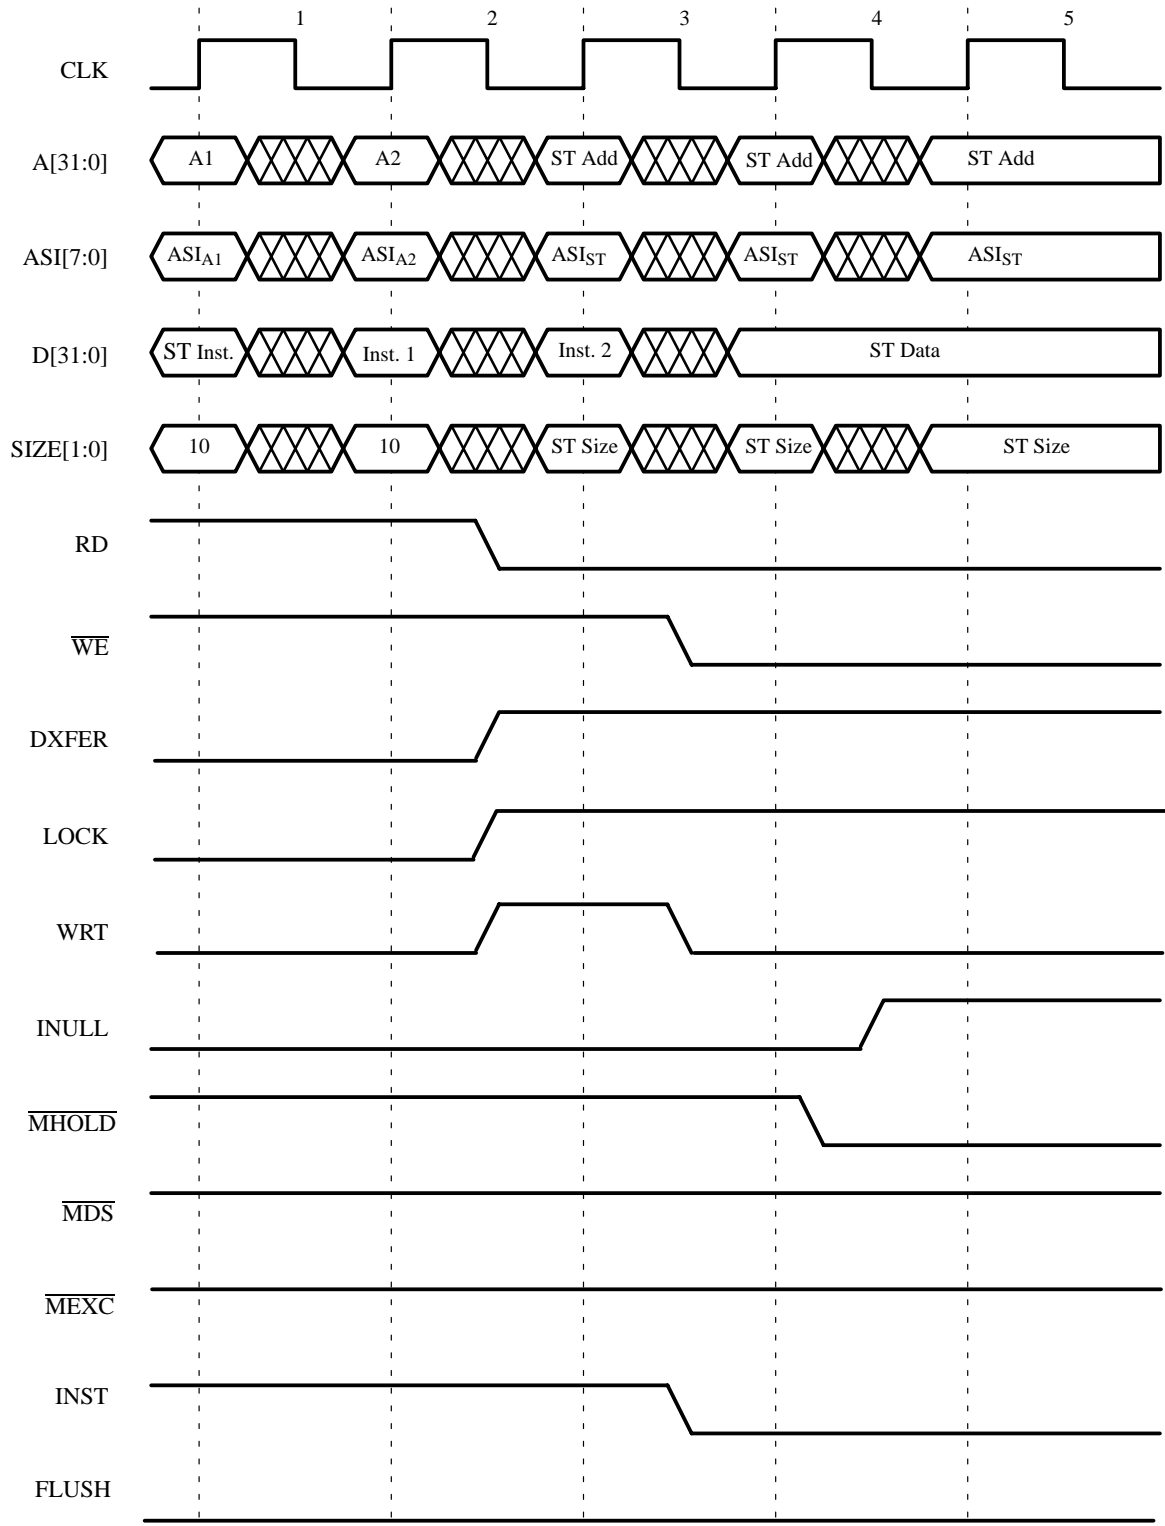 1 2 3 4 5
CLK
A[31:0] A1 A2 ST Add ST Add ST Add
ASI[7:0] ASIA1 ASIA2 ASIST ASIST ASIST
D[31:0] ST Inst. Inst. 1 Inst. 2 ST Data
SIZE[1:0] 10 10 ST Size ST Size ST Size
RD
WE
DXFER
LOCK
WRT
INULL
MHOLD
MDS
MEXC
INST
FLUSH